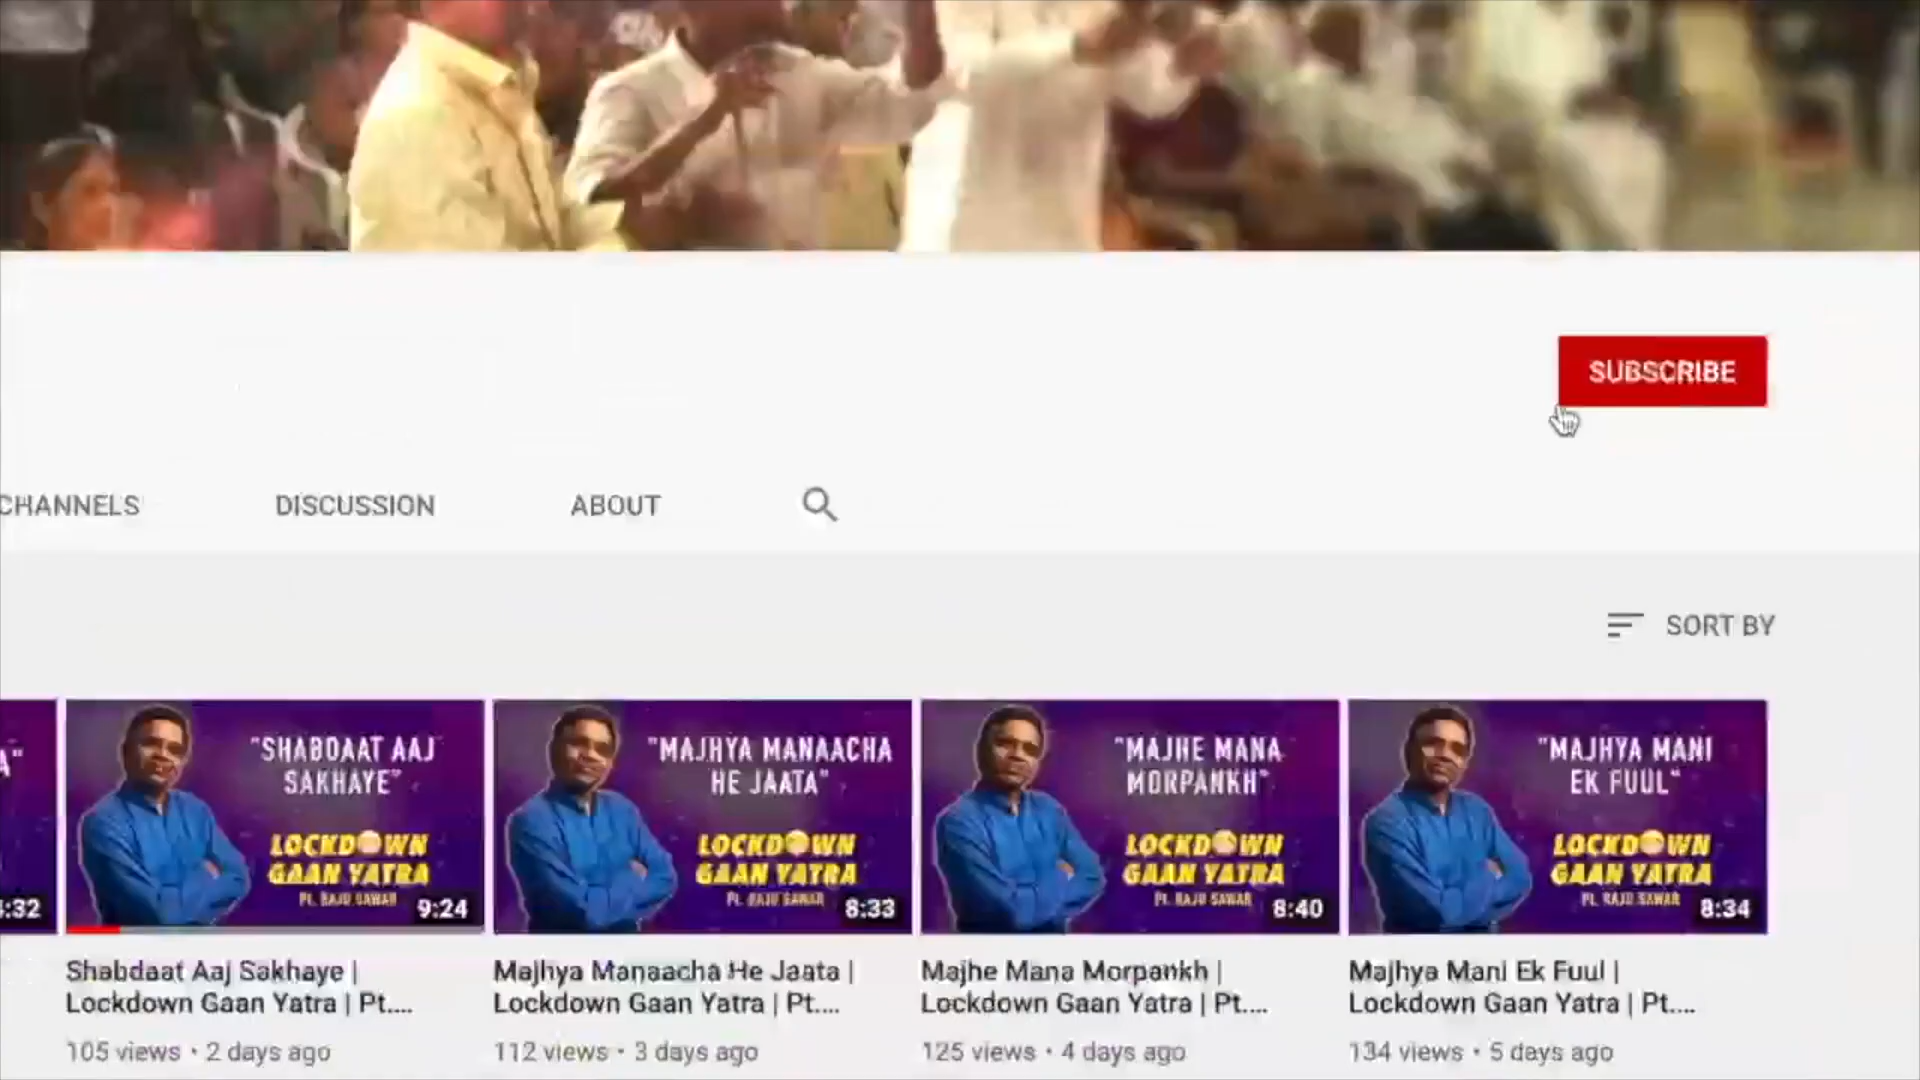 SUBSCRIBE
CHANNELS
DISCUSSION
ABOUT
SORT BY
A"
:32
"SHABDAAT AAJ
SAKHAYE"
LOCKDOWN
GAAN YATRA
9:24
"MAJHYA MANAACHA
HE JAATA"
LOCKDOWN
GAAN YATRA
8:33
"MAJHE MANA
MORPANKH"
LOCKDOWN
GAAN YATRA
8:40
"MAJHYA MANI
EK FUUL"
LOCKDOWN
GAAN YATRA
8:34
Shabdaat Aaj Sakhaye |
Lockdown Gaan Yatra | Pt....
105 views • 2 days ago
Majhya Manaacha He Jaata |
Lockdown Gaan Yatra | Pt....
112 views • 3 days ago
Majhe Mana Morpankh |
Lockdown Gaan Yatra | Pt....
125 views • 4 days ago
Majhya Mani Ek Fuul |
Lockdown Gaan Yatra | Pt....
134 views • 5 days ago